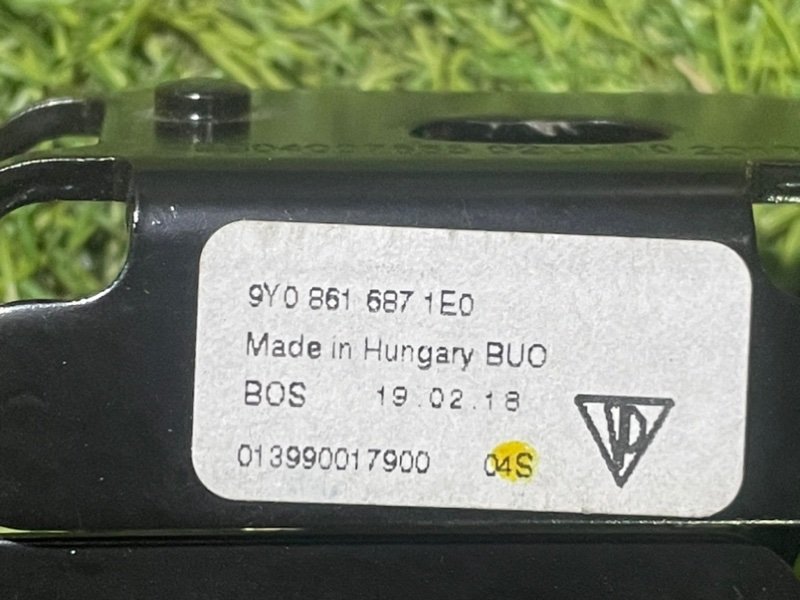 9Y0 861 687 1E0
Made in Hungary BUO
BOS 19.02.18
013990017900 04S